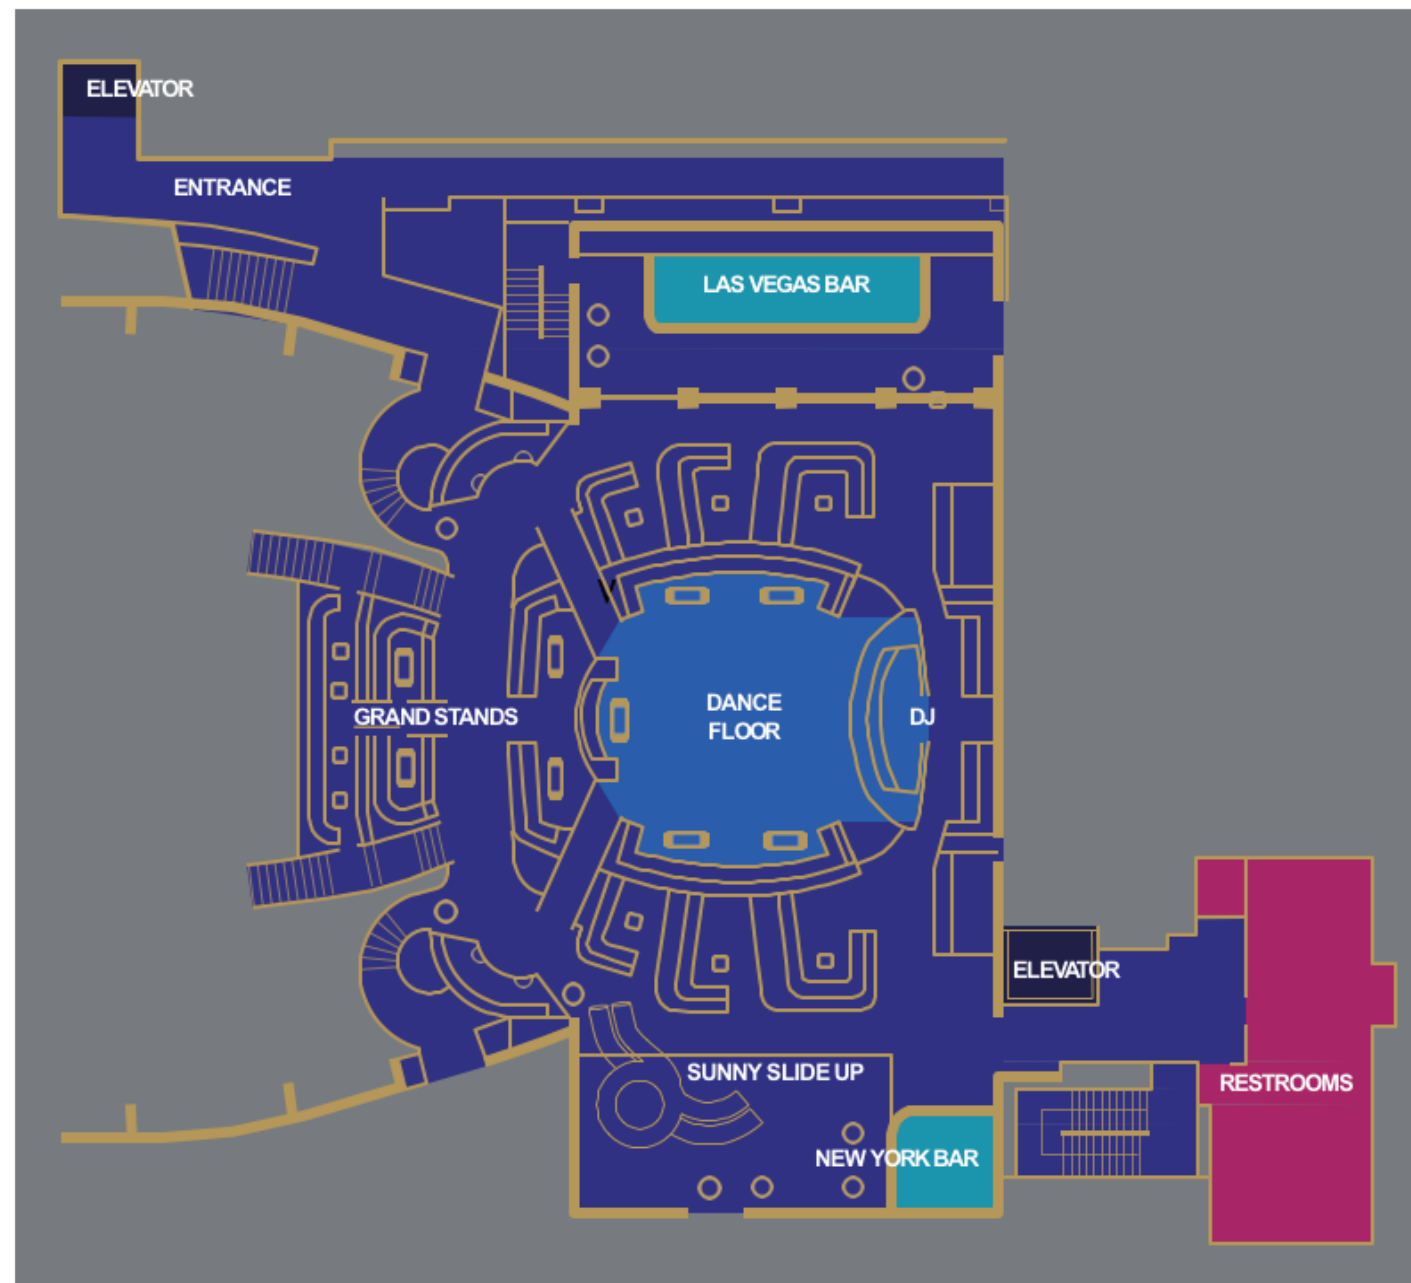 ELEVATOR
ENTRANCE
LAS VEGAS BAR
V
GRAND STANDS
DANCE
FLOOR
DJ
ELEVATOR
SUNNY SLIDE UP
RESTROOMS
NEW YORK BAR